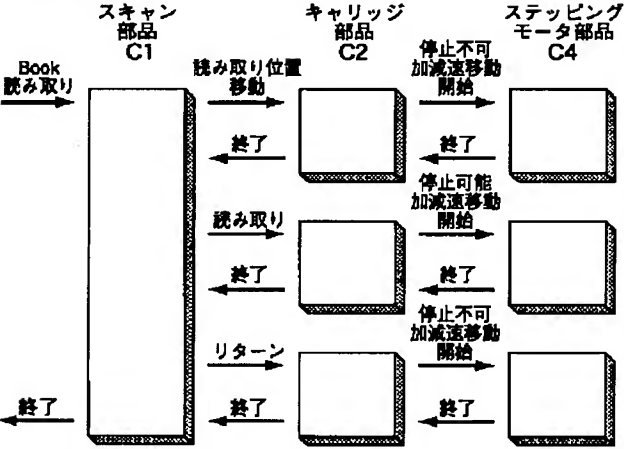 スキャン
部品
C1
キャリッジ
部品
C2
ステッピング
モータ部品
C4
Book
読み取り
読み取り位置
移動
停止不可
加減速移動
開始
終了
終了
停止可能
加減速移動
開始
読み取り
終了
終了
停止不可
加減速移動
開始
リターン
終了
終了
終了